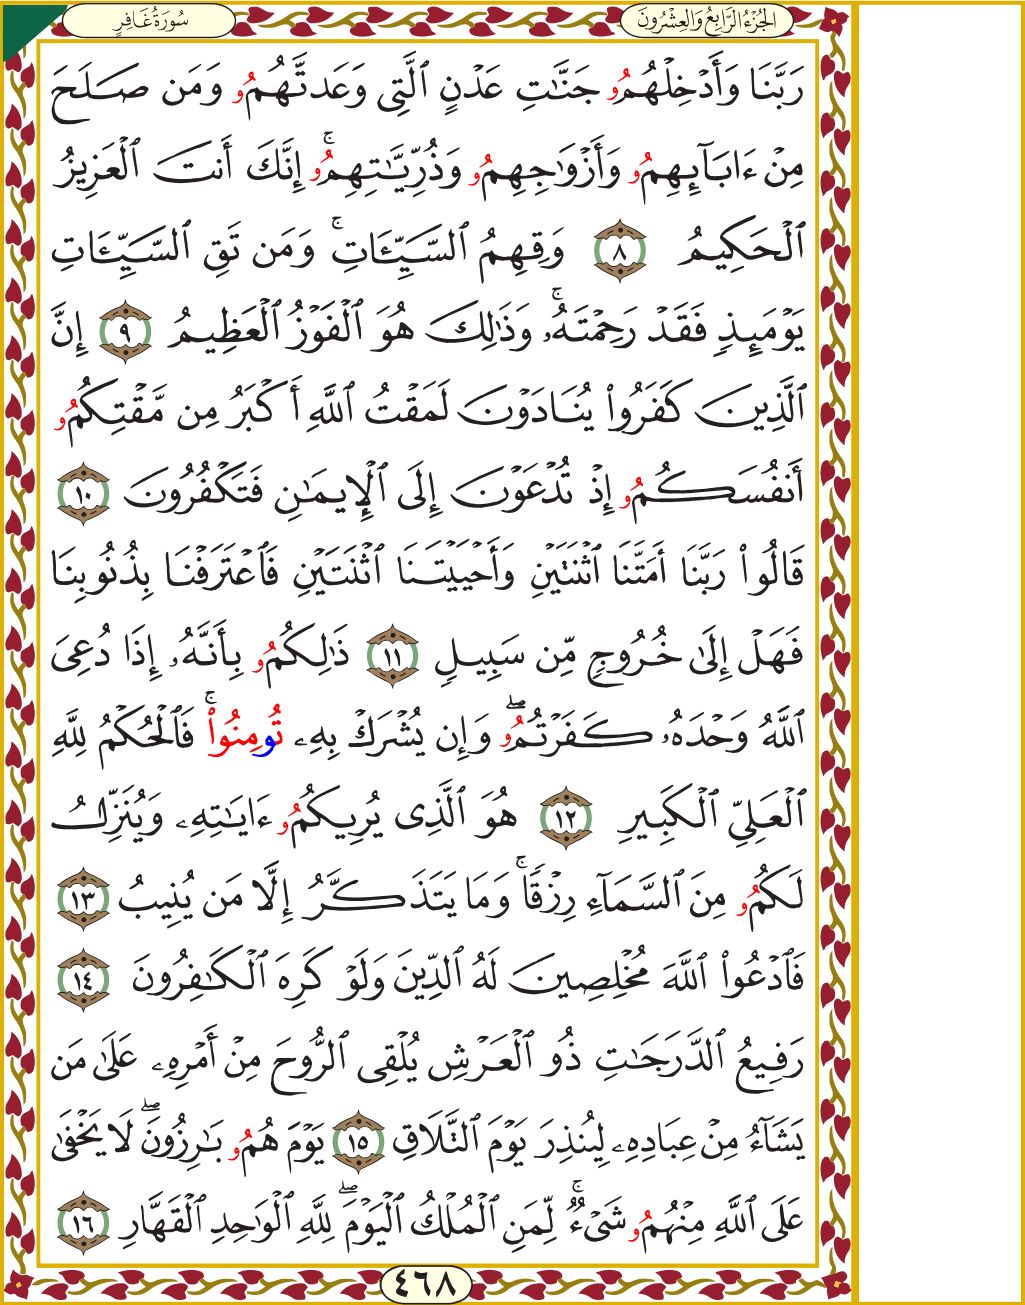 سُورَةُ غَافِرٍ
الجُزْءُ الرَّابِعُ وَالعِشْرُونَ
رَبَّنَا وَأَدْخِلْهُمُۥ جَنَّٰتِ عَدْنٍ ٱلَّتِى وَعَدتَّهُمُۥ وَمَن صَلَحَ
مِنْ ءَابَآئِهِمُۥ وَأَزْوَٰجِهِمُۥ وَذُرِّيَّٰتِهِمُۥٓ ۚ إِنَّكَ أَنتَ ٱلْعَزِيزُ
ٱلْحَكِيمُ ٨ وَقِهِمُ ٱلسَّيِّـَٔاتِ ۚ وَمَن تَقِ ٱلسَّيِّـَٔاتِ
يَوْمَئِذٍ فَقَدْ رَحِمْتَهُۥ ۚ وَذَٰلِكَ هُوَ ٱلْفَوْزُ ٱلْعَظِيمُ ٩ إِنَّ
ٱلَّذِينَ كَفَرُوا۟ يُنَادَوْنَ لَمَقْتُ ٱللَّهِ أَكْبَرُ مِن مَّقْتِكُمُۥ
أَنفُسَكُمُۥ إِذْ تُدْعَوْنَ إِلَى ٱلْإِيمَٰنِ فَتَكْفُرُونَ ١٠
قَالُوا۟ رَبَّنَا أَمَتَّنَا ٱثْنَتَيْنِ وَأَحْيَيْتَنَا ٱثْنَتَيْنِ فَٱعْتَرَفْنَا بِذُنُوبِنَا
فَهَلْ إِلَىٰ خُرُوجٍ مِّن سَبِيلٍ ١١ ذَٰلِكُمُۥ بِأَنَّهُۥ إِذَا دُعِىَ
ٱللَّهُ وَحْدَهُۥ كَفَرْتُمُۥ ۖ وَإِن يُشْرَكْ بِهِۦ تُومِنُوا۟ ۚ فَٱلْحُكْمُ لِلَّهِ
ٱلْعَلِىِّ ٱلْكَبِيرِ ١٢ هُوَ ٱلَّذِى يُرِيكُمُۥ ءَايَٰتِهِۦ وَيُنَزِّلُ
لَكُمُۥ مِنَ ٱلسَّمَآءِ رِزْقًا ۚ وَمَا يَتَذَكَّرُ إِلَّا مَن يُنِيبُ ١٣
فَٱدْعُوا۟ ٱللَّهَ مُخْلِصِينَ لَهُ ٱلدِّينَ وَلَوْ كَرِهَ ٱلْكَٰفِرُونَ ١٤
رَفِيعُ ٱلدَّرَجَٰتِ ذُو ٱلْعَرْشِ يُلْقِى ٱلرُّوحَ مِنْ أَمْرِهِۦ عَلَىٰ مَن
يَشَآءُ مِنْ عِبَادِهِۦ لِيُنذِرَ يَوْمَ ٱلتَّلَاقِ ١٥ يَوْمَ هُمُۥ بَٰرِزُونَ ۖ لَا يَخْفَىٰ
عَلَى ٱللَّهِ مِنْهُمُۥ شَىْءٌ ۚ لِّمَنِ ٱلْمُلْكُ ٱلْيَوْمَ ۖ لِلَّهِ ٱلْوَٰحِدِ ٱلْقَهَّارِ ١٦
٤٦٨